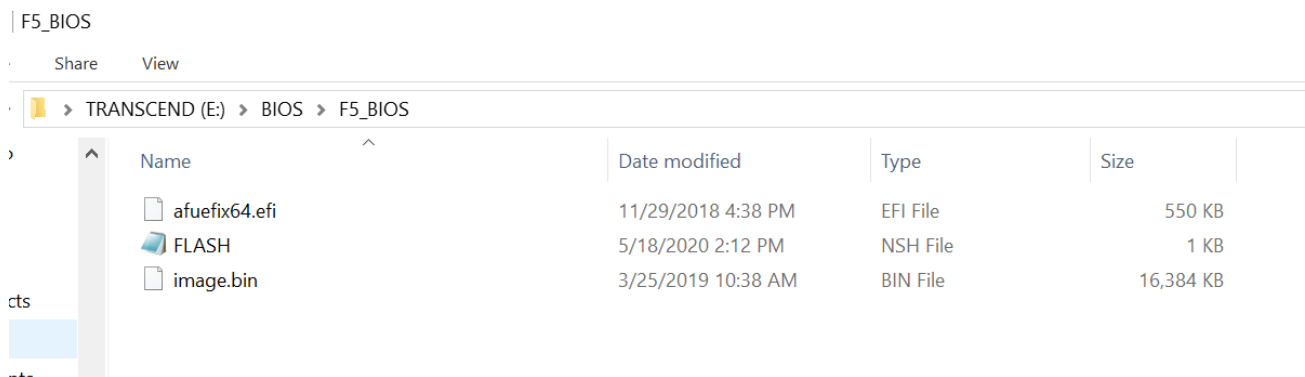 F5_BIOS
Share View
TRANSCEND (E:) > BIOS > F5_BIOS
Name Date modified Type Size
afuefix64.efi 11/29/2018 4:38 PM EFI File 550 KB
FLASH 5/18/2020 2:12 PM NSH File 1 KB
image.bin 3/25/2019 10:38 AM BIN File 16,384 KB
cts